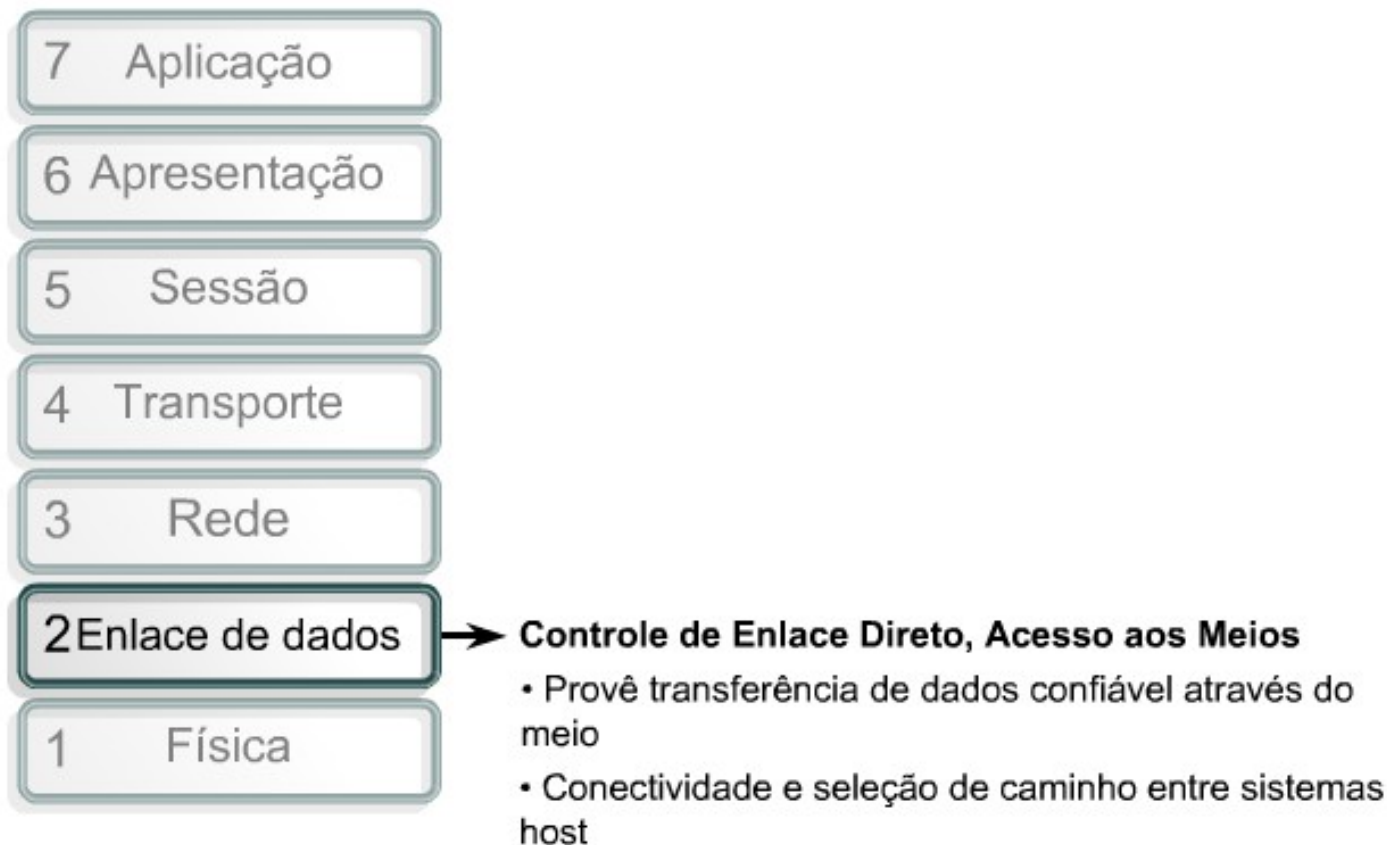 7 Aplicação
6 Apresentação
5 Sessão
4 Transporte
3 Rede
2 Enlace de dados
Controle de Enlace Direto, Acesso aos Meios
• Provê transferência de dados confiável através do
meio
• Conectividade e seleção de caminho entre sistemas
host
1 Física